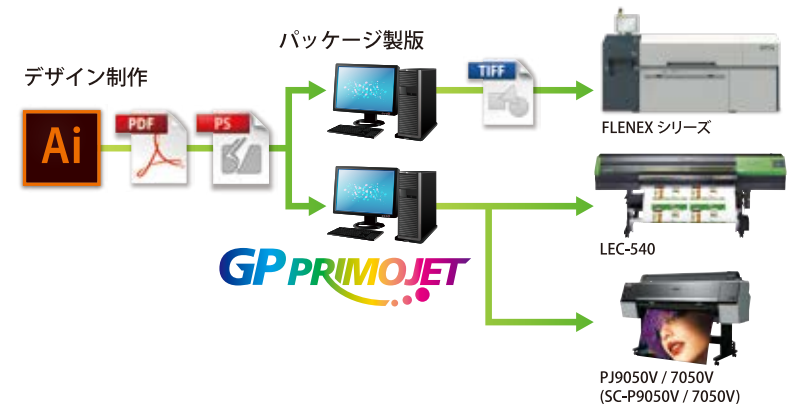 パッケージ製版
デザイン制作
Ai
PDF
PS
TIFF
FLENEX シリーズ
LEC-540
GP PRIMOJET
PJ9050V / 7050V
(SC-P9050V / 7050V)